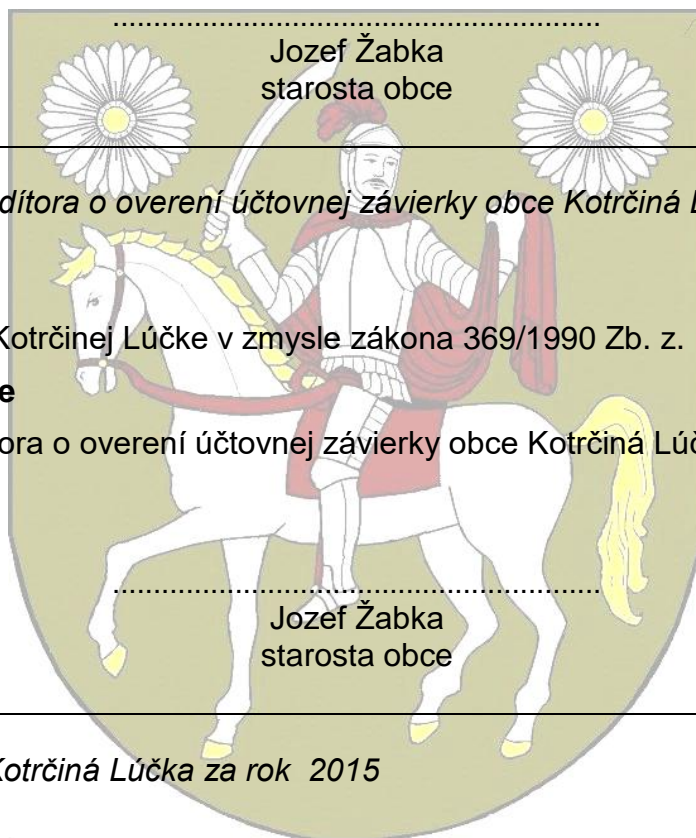 ..........................................................
Jozef Žabka
starosta obce
dítora o overení účtovnej závierky obce Kotrčiná
Kotrčinej Lúčke v zmysle zákona 369/1990 Zb. z.
e
ora o overení účtovnej závierky obce Kotrčiná Lúč
..........................................................
Jozef Žabka
starosta obce
Kotrčiná Lúčka za rok 2015